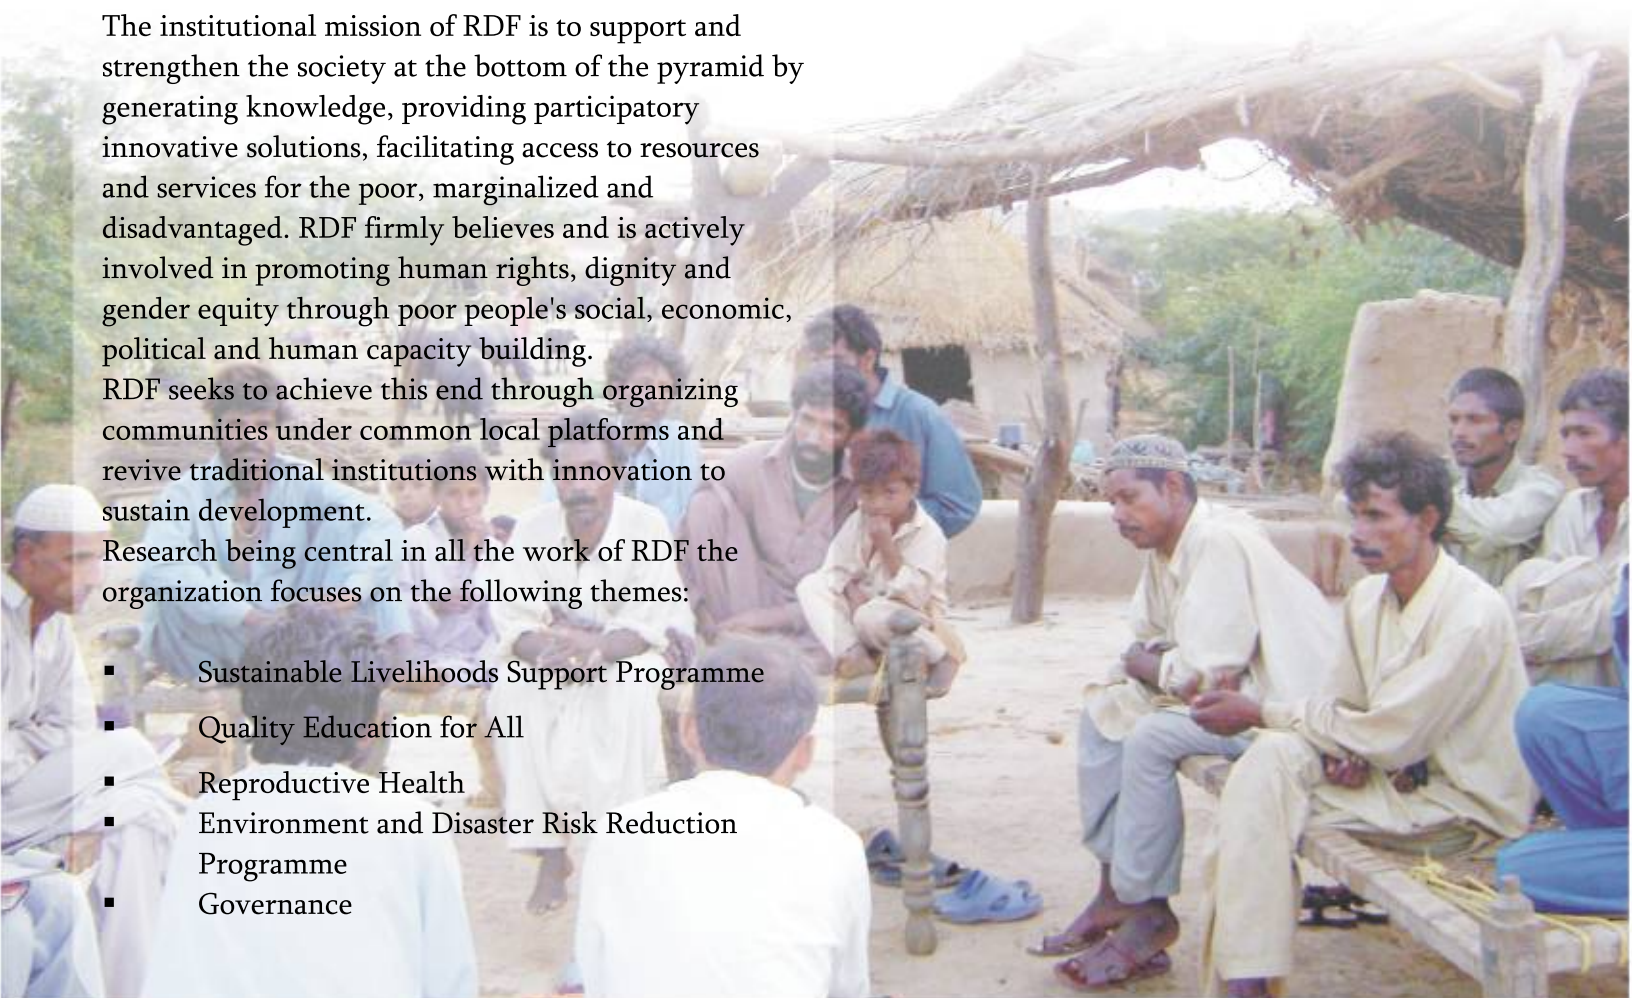 The institutional mission of RDF is to support and
strengthen the society at the bottom of the pyramid by
generating knowledge, providing participatory
innovative solutions, facilitating access to resources
and services for the poor, marginalized and
disadvantaged. RDF firmly believes and is actively
involved in promoting human rights, dignity and
gender equity through poor people's social, economic,
political and human capacity building.
RDF seeks to achieve this end through organizing
communities under common local platforms and
revive traditional institutions with innovation to
sustain development.
Research being central in all the work of RDF the
organization focuses on the following themes:
▪ Sustainable Livelihoods Support Programme
▪ Quality Education for All
▪ Reproductive Health
▪ Environment and Disaster Risk Reduction
Programme
▪ Governance